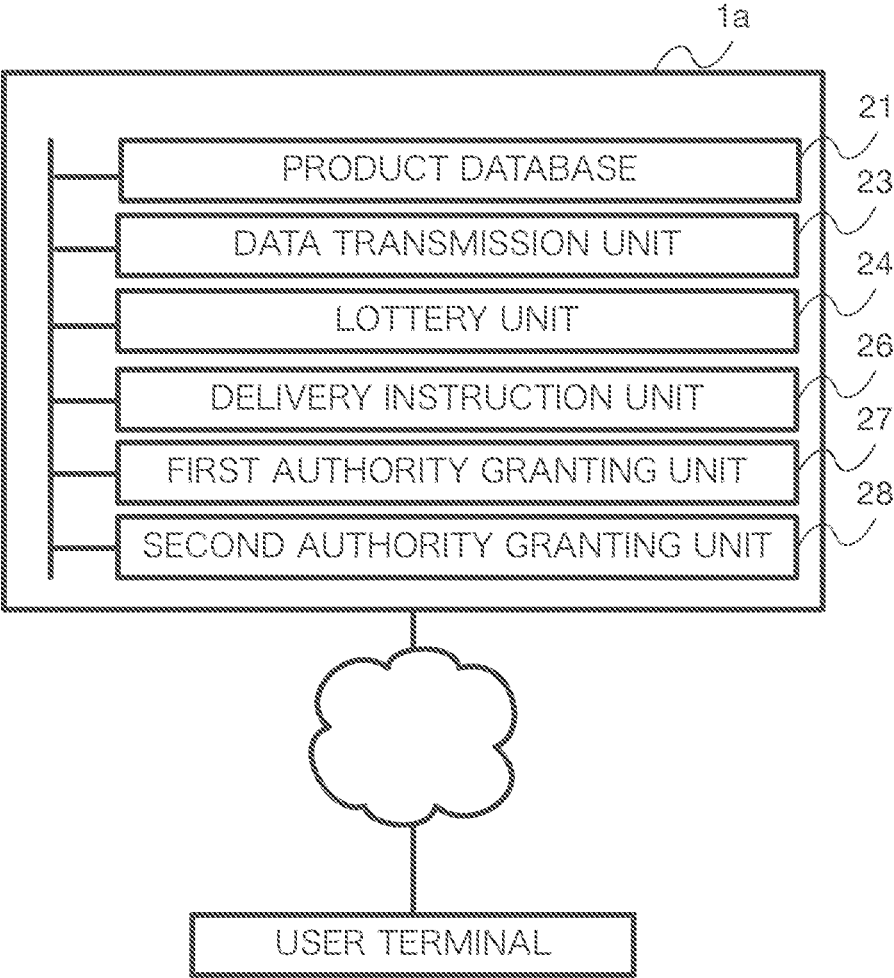 1a
PRODUCT DATABASE
21
DATA TRANSMISSION UNIT
23
LOTTERY UNIT
24
DELIVERY INSTRUCTION UNIT
26
FIRST AUTHORITY GRANTING UNIT
27
SECOND AUTHORITY GRANTING UNIT
28
USER TERMINAL